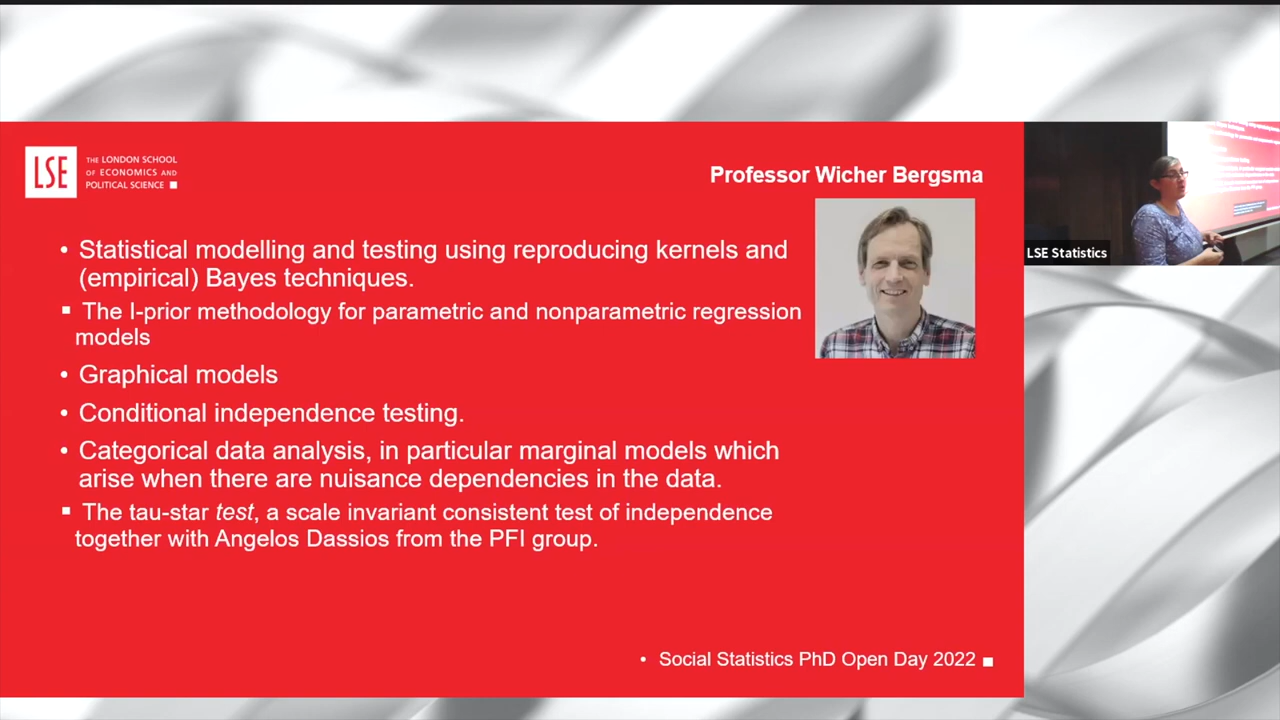 LSE
THE LONDON SCHOOL
OF ECONOMICS AND
POLITICAL SCIENCE ■
Professor Wicher Bergsma
• Statistical modelling and testing using reproducing kernels and
(empirical) Bayes techniques.
▪ The I-prior methodology for parametric and nonparametric regression
models
• Graphical models
• Conditional independence testing.
• Categorical data analysis, in particular marginal models which
arise when there are nuisance dependencies in the data.
▪ The tau-star test, a scale invariant consistent test of independence
together with Angelos Dassios from the PFI group.
• Social Statistics PhD Open Day 2022 ■
LSE Statistics